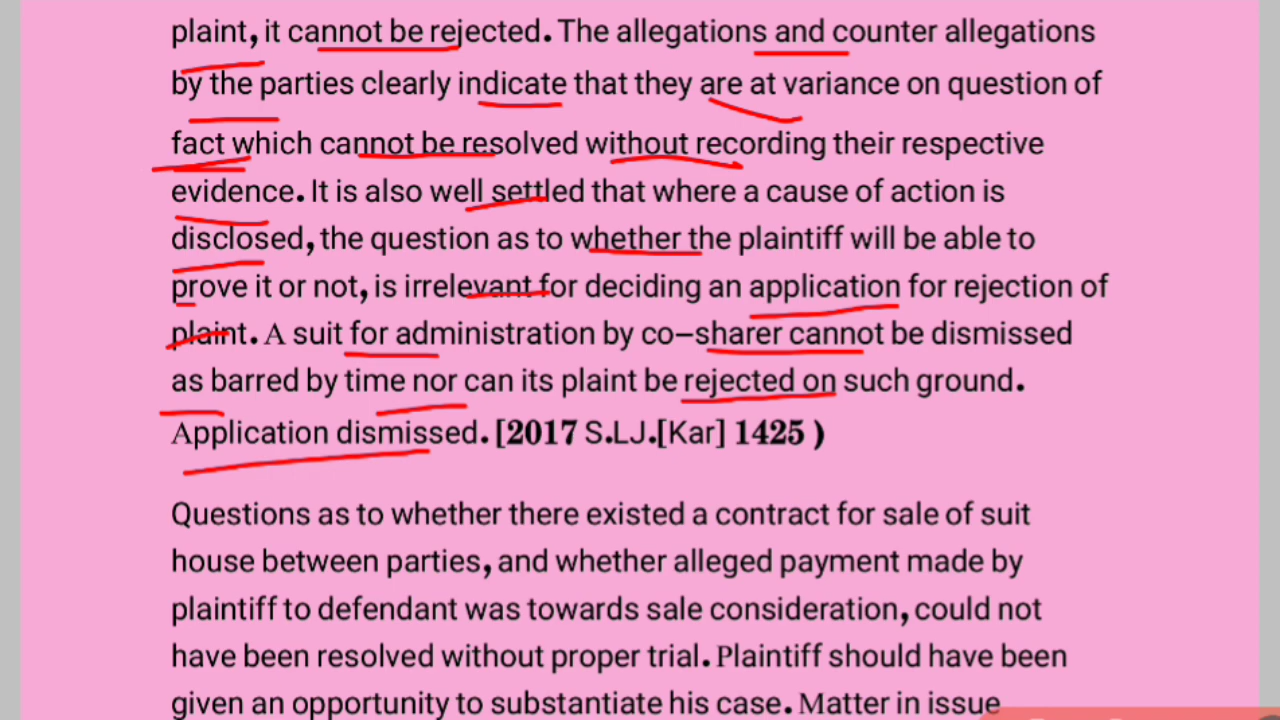 plaint, it cannot be rejected. The allegations and counter allegations
by the parties clearly indicate that they are at variance on question of
fact which cannot be resolved without recording their respective
evidence. It is also well settled that where a cause of action is
disclosed, the question as to whether the plaintiff will be able to
prove it or not, is irrelevant for deciding an application for rejection of
plaint. A suit for administration by co–sharer cannot be dismissed
as barred by time nor can its plaint be rejected on such ground.
Application dismissed. [2017 S.LJ.[Kar] 1425 )
Questions as to whether there existed a contract for sale of suit
house between parties, and whether alleged payment made by
plaintiff to defendant was towards sale consideration, could not
have been resolved without proper trial. Plaintiff should have been
given an opportunity to substantiate his case. Matter in issue